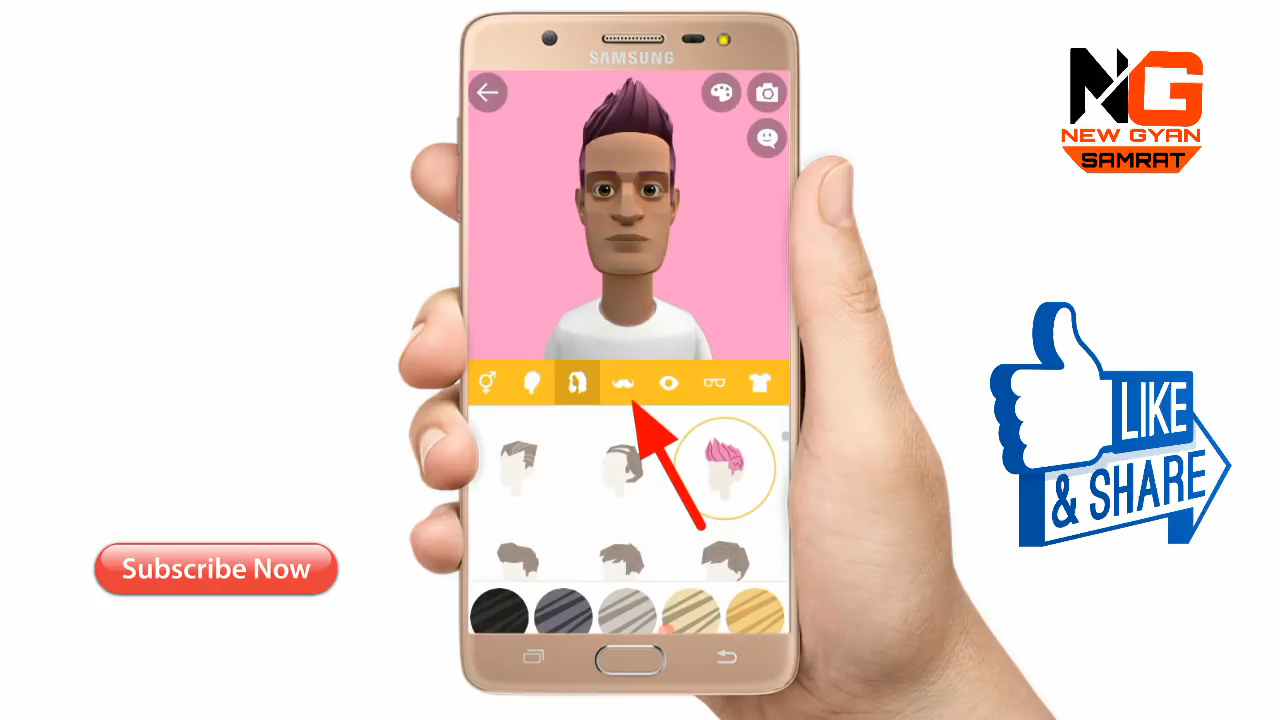 SAMSUNG
NG
NEW GYAN
SAMRAT
LIKE
& SHARE
Subscribe Now